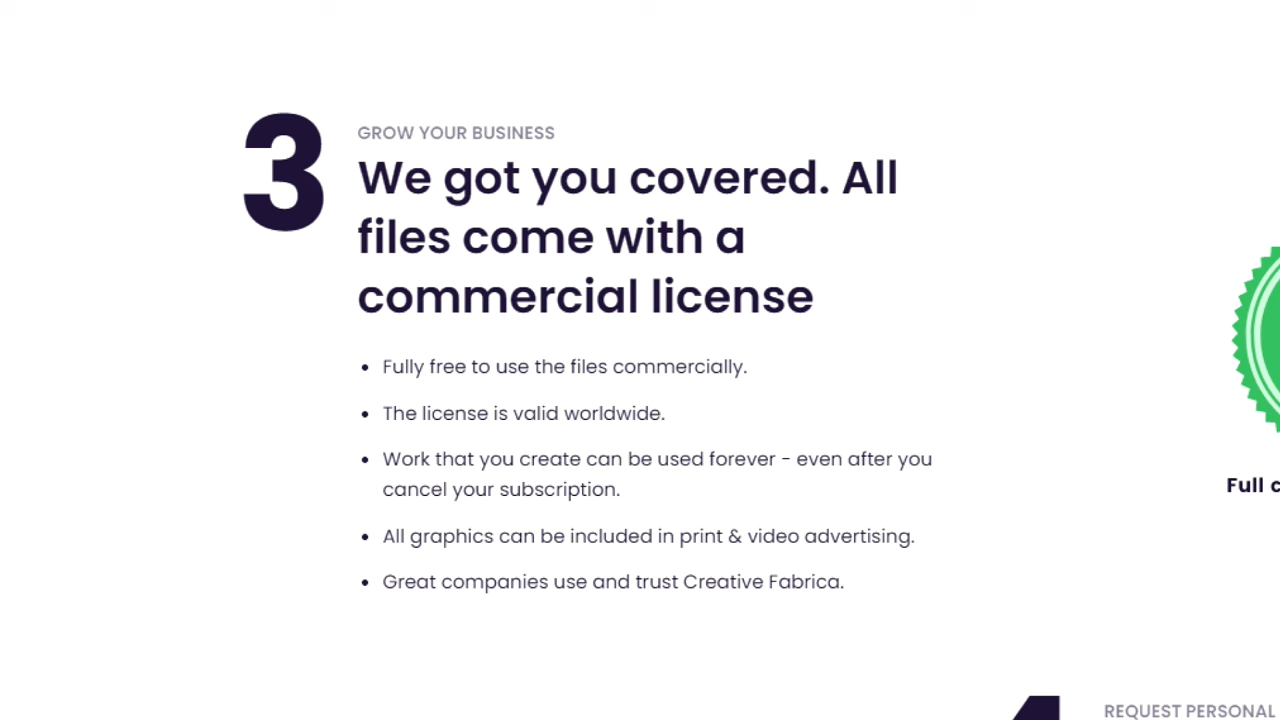 3
GROW YOUR BUSINESS
We got you covered. All
files come with a
commercial license
• Fully free to use the files commercially.
• The license is valid worldwide.
• Work that you create can be used forever - even after you
cancel your subscription.
• All graphics can be included in print & video advertising.
• Great companies use and trust Creative Fabrica.
Full
4
REQUEST PERSONAL